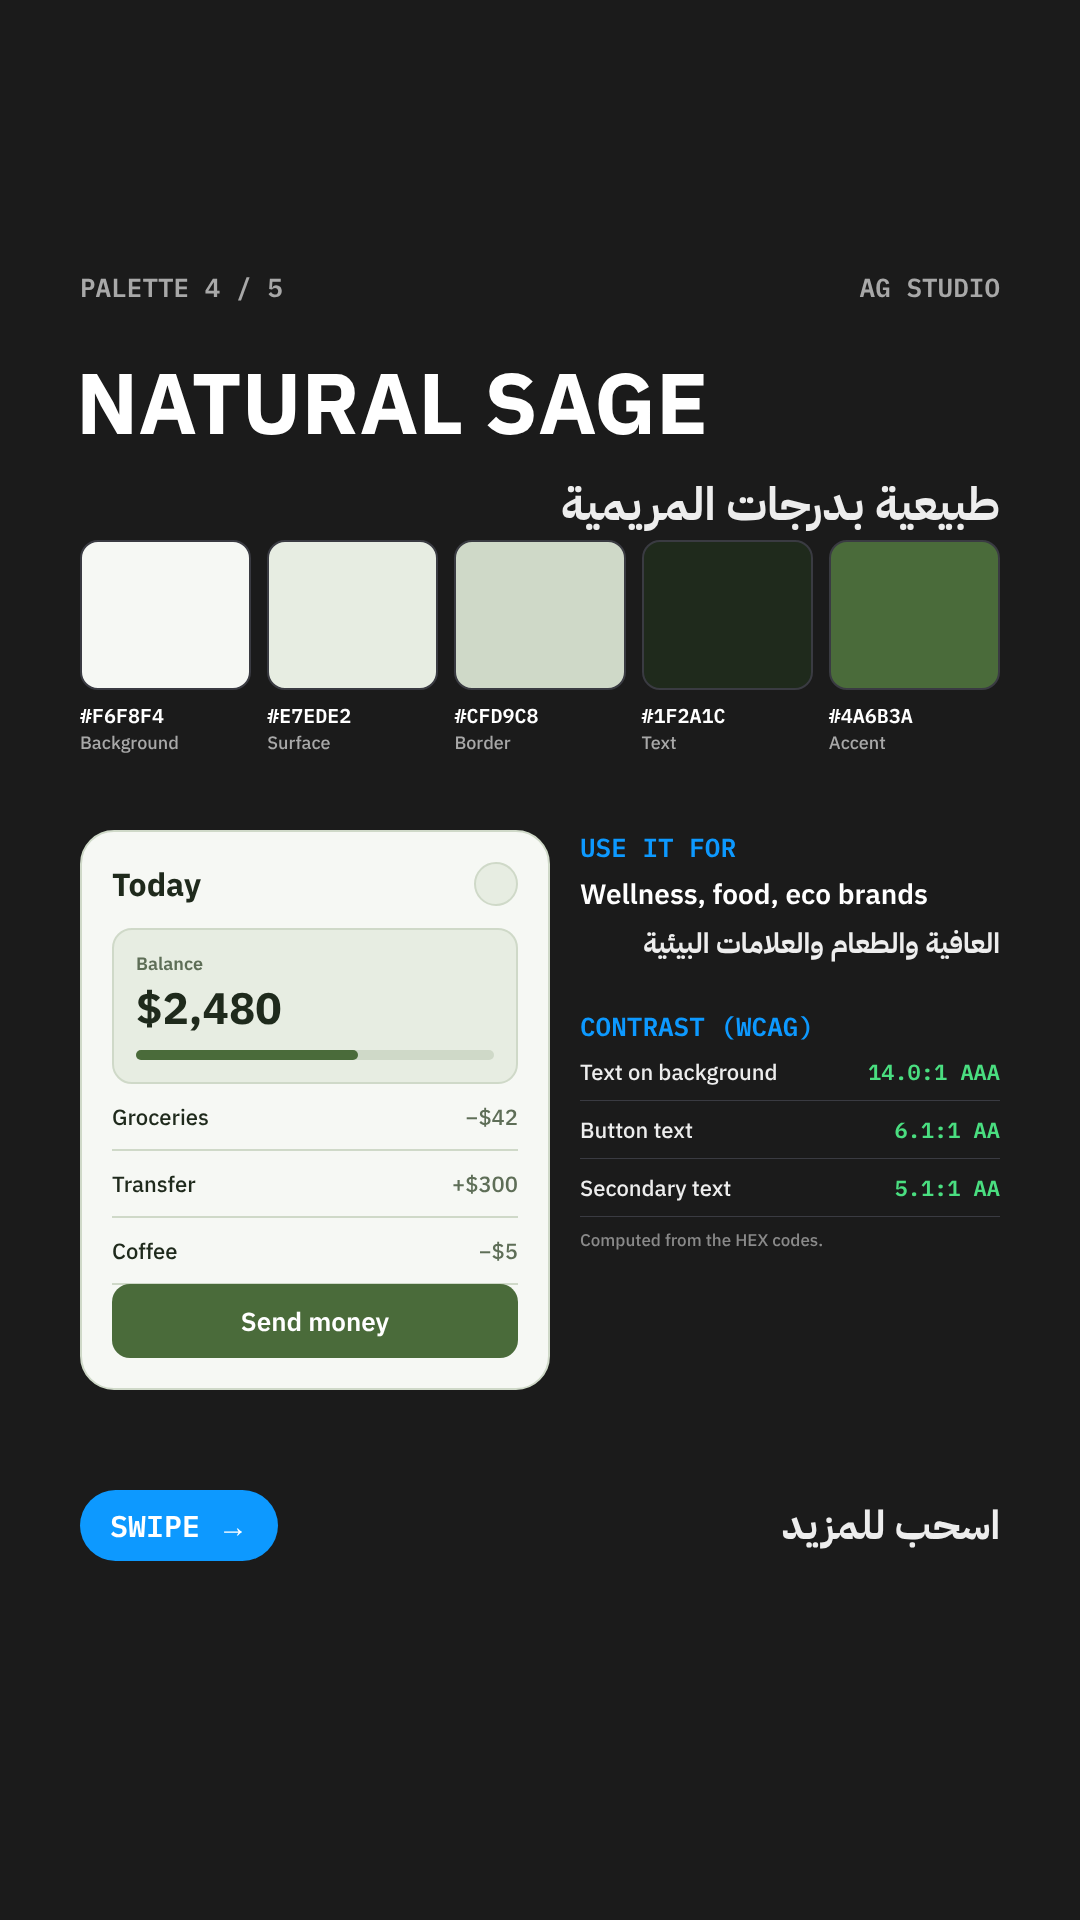 PALETTE 4 / 5
AG STUDIO
NATURAL SAGE
طبيعية بدرجات المريمية
#F6F8F4
Background
#E7EDE2
Surface
#CFD9C8
Border
#1F2A1C
Text
#4A6B3A
Accent
Today
Balance
$2,480
Groceries −$42
Transfer +$300
Coffee −$5
Send money
USE IT FOR
Wellness, food, eco brands
العافية والطعام والعلامات البيئية
CONTRAST (WCAG)
Text on background 14.0:1 AAA
Button text 6.1:1 AA
Secondary text 5.1:1 AA
Computed from the HEX codes.
SWIPE →
اسحب للمزيد